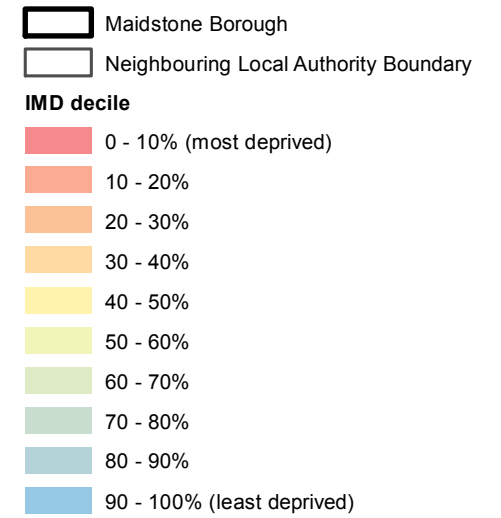 Maidstone Borough
Neighbouring Local Authority Boundary
IMD decile
0 - 10% (most deprived)
10 - 20%
20 - 30%
30 - 40%
40 - 50%
50 - 60%
60 - 70%
70 - 80%
80 - 90%
90 - 100% (least deprived)